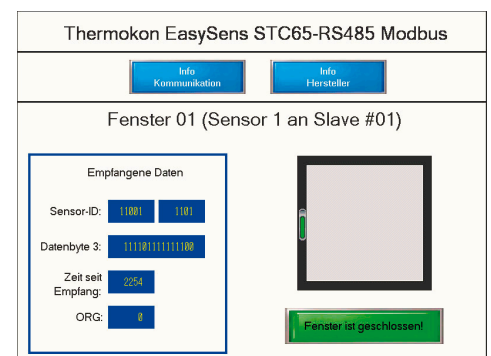 Thermokon EasySens STC65-RS485 Modbus
Info
Kommunikation
Info
Hersteller
Fenster 01 (Sensor 1 an Slave #01)
Empfangene Daten
Sensor-ID: 11001 1101
Datenbyte 3: 111101111111100
Zeit seit
Empfang: 2254
ORG: 0
Fenster ist geschlossen!